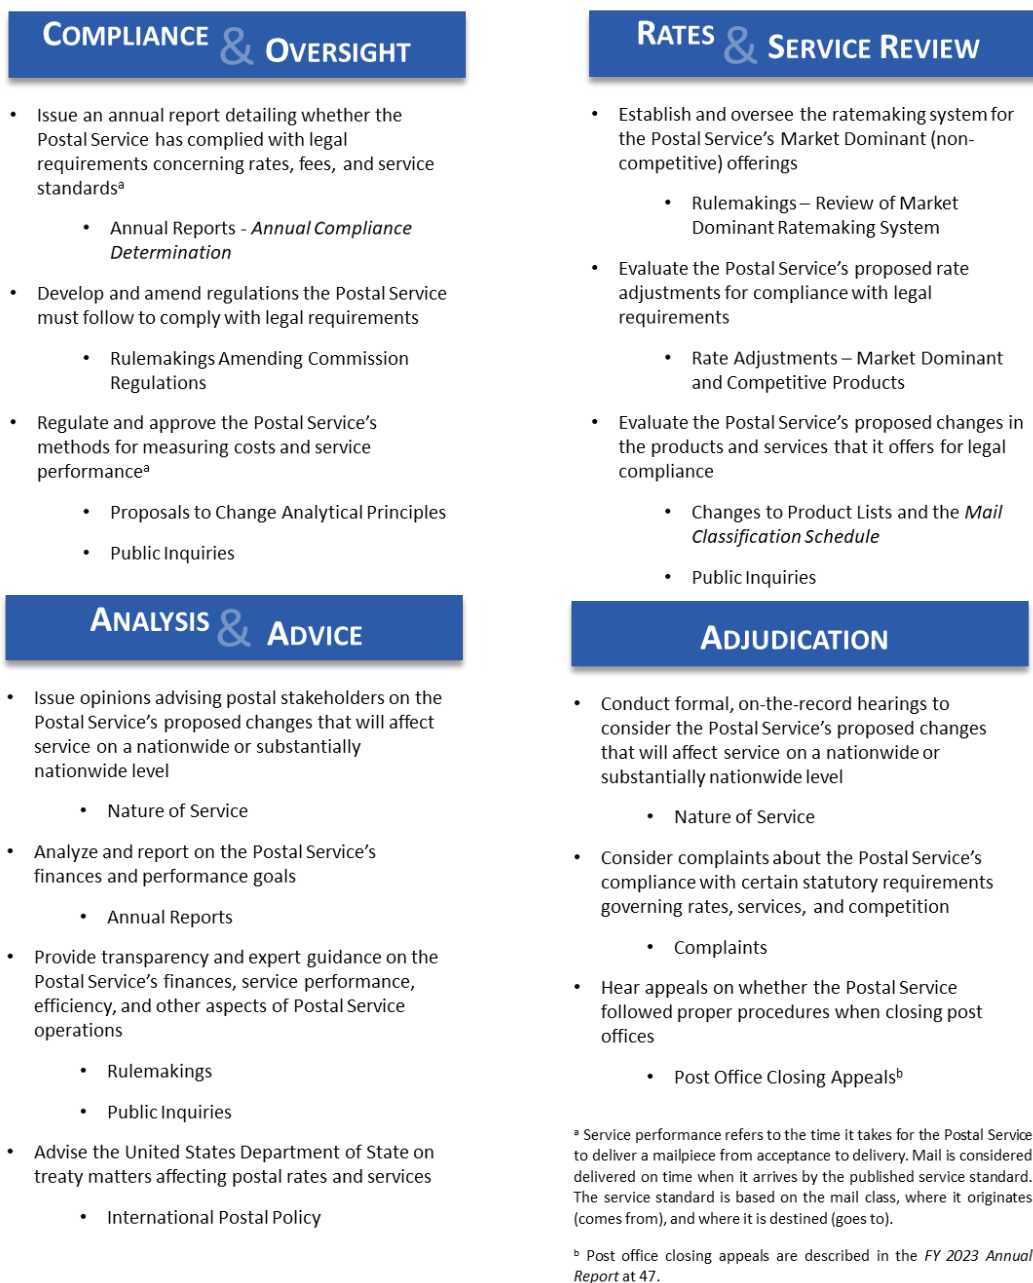 COMPLIANCE & OVERSIGHT
• Issue an annual report detailing whether the
Postal Service has complied with legal
requirements concerning rates, fees, and service
standardsᵃ
• Annual Reports - Annual Compliance
Determination
• Develop and amend regulations the Postal Service
must follow to comply with legal requirements
• Rulemakings Amending Commission
Regulations
• Regulate and approve the Postal Service’s
methods for measuring costs and service
performanceᵃ
• Proposals to Change Analytical Principles
• Public Inquiries
RATES & SERVICE REVIEW
• Establish and oversee the ratemaking system for
the Postal Service’s Market Dominant (non-
competitive) offerings
• Rulemakings – Review of Market
Dominant Ratemaking System
• Evaluate the Postal Service’s proposed rate
adjustments for compliance with legal
requirements
• Rate Adjustments – Market Dominant
and Competitive Products
• Evaluate the Postal Service’s proposed changes in
the products and services that it offers for legal
compliance
• Changes to Product Lists and the Mail
Classification Schedule
• Public Inquiries
ANALYSIS & ADVICE
• Issue opinions advising postal stakeholders on the
Postal Service’s proposed changes that will affect
service on a nationwide or substantially
nationwide level
• Nature of Service
• Analyze and report on the Postal Service’s
finances and performance goals
• Annual Reports
• Provide transparency and expert guidance on the
Postal Service’s finances, service performance,
efficiency, and other aspects of Postal Service
operations
• Rulemakings
• Public Inquiries
• Advise the United States Department of State on
treaty matters affecting postal rates and services
• International Postal Policy
ADJUDICATION
• Conduct formal, on-the-record hearings to
consider the Postal Service’s proposed changes
that will affect service on a nationwide or
substantially nationwide level
• Nature of Service
• Consider complaints about the Postal Service’s
compliance with certain statutory requirements
governing rates, services, and competition
• Complaints
• Hear appeals on whether the Postal Service
followed proper procedures when closing post
offices
• Post Office Closing Appealsᵇ
ᵃ Service performance refers to the time it takes for the Postal Service
to deliver a mailpiece from acceptance to delivery. Mail is considered
delivered on time when it arrives by the published service standard.
The service standard is based on the mail class, where it originates
(comes from), and where it is destined (goes to).
ᵇ Post office closing appeals are described in the FY 2023 Annual
Report at 47.